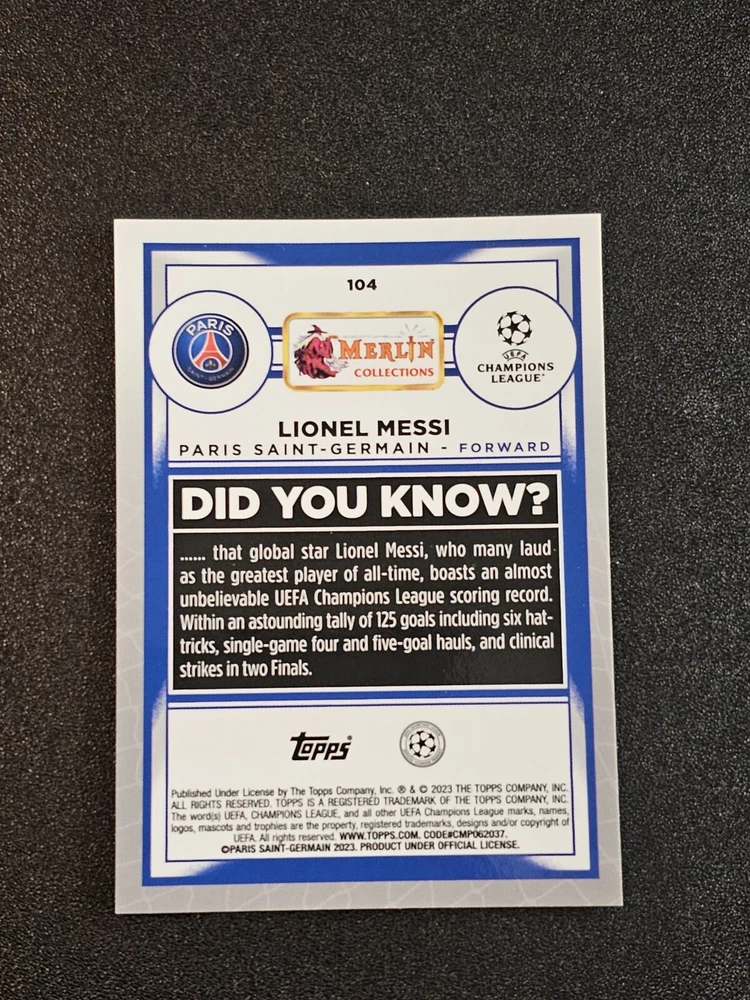 104
PARIS
SAINT-GERMAIN
MERLIN
COLLECTIONS
UEFA
CHAMPIONS
LEAGUE
LIONEL MESSI
PARIS SAINT-GERMAIN - FORWARD
DID YOU KNOW?
...... that global star Lionel Messi, who many laud
as the greatest player of all-time, boasts an almost
unbelievable UEFA Champions League scoring record.
Within an astounding tally of 125 goals including six hat-
tricks, single-game four and five-goal hauls, and clinical
strikes in two Finals.
Topps
Published Under License by The Topps Company, Inc. ® & © 2023 THE TOPPS COMPANY, INC.
ALL RIGHTS RESERVED. TOPPS IS A REGISTERED TRADEMARK OF THE TOPPS COMPANY, INC.
The word(s) UEFA, CHAMPIONS LEAGUE, and all other UEFA Champions League marks, names,
logos, mascots and trophies are the property, registered trademarks, designs and/or copyright of
UEFA. All rights reserved. WWW.TOPPS.COM. CODE#CMP062037.
©PARIS SAINT-GERMAIN 2023. PRODUCT UNDER OFFICIAL LICENSE.